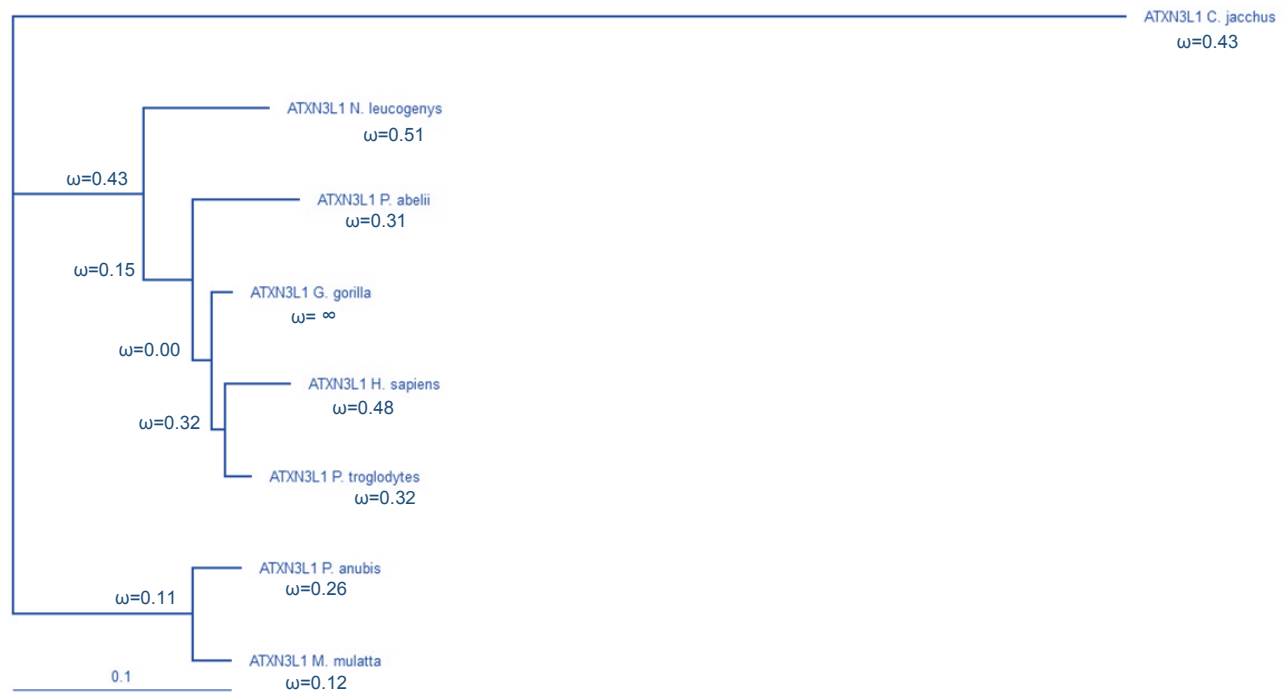 ATXN3L1 C. jacchus
ω=0.43
ATXN3L1 N. leucogenys
ω=0.51
ω=0.43
ATXN3L1 P. abelii
ω=0.31
ω=0.15
ATXN3L1 G. gorilla
ω= ∞
ω=0.00
ATXN3L1 H. sapiens
ω=0.48
ω=0.32
ATXN3L1 P. troglodytes
ω=0.32
ATXN3L1 P. anubis
ω=0.26
ω=0.11
ATXN3L1 M. mulatta
ω=0.12
0.1